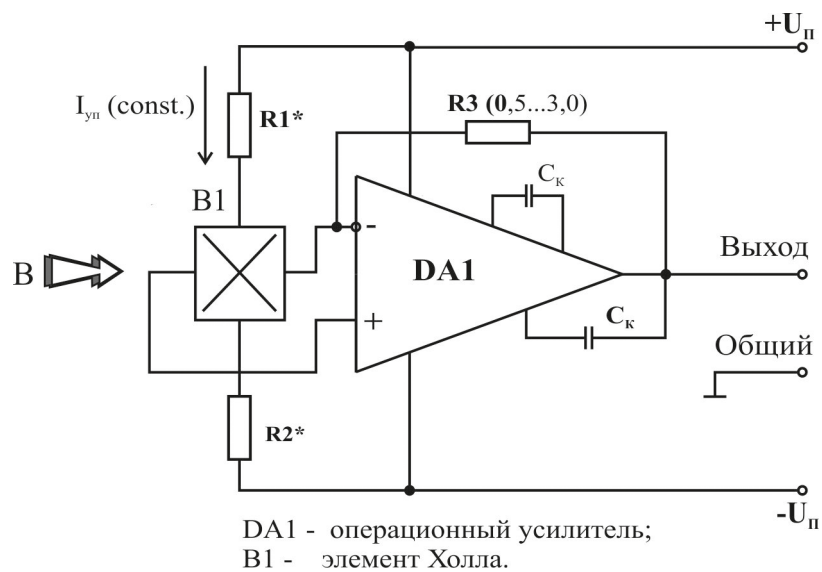 +Uп
Iуп (const.)
R1*
R3 (0,5...3,0)
Cк
B1
-
B
DA1
Выход
+
Cк
Общий
R2*
-Uп
DA1 - операционный усилитель;
B1 - элемент Холла.